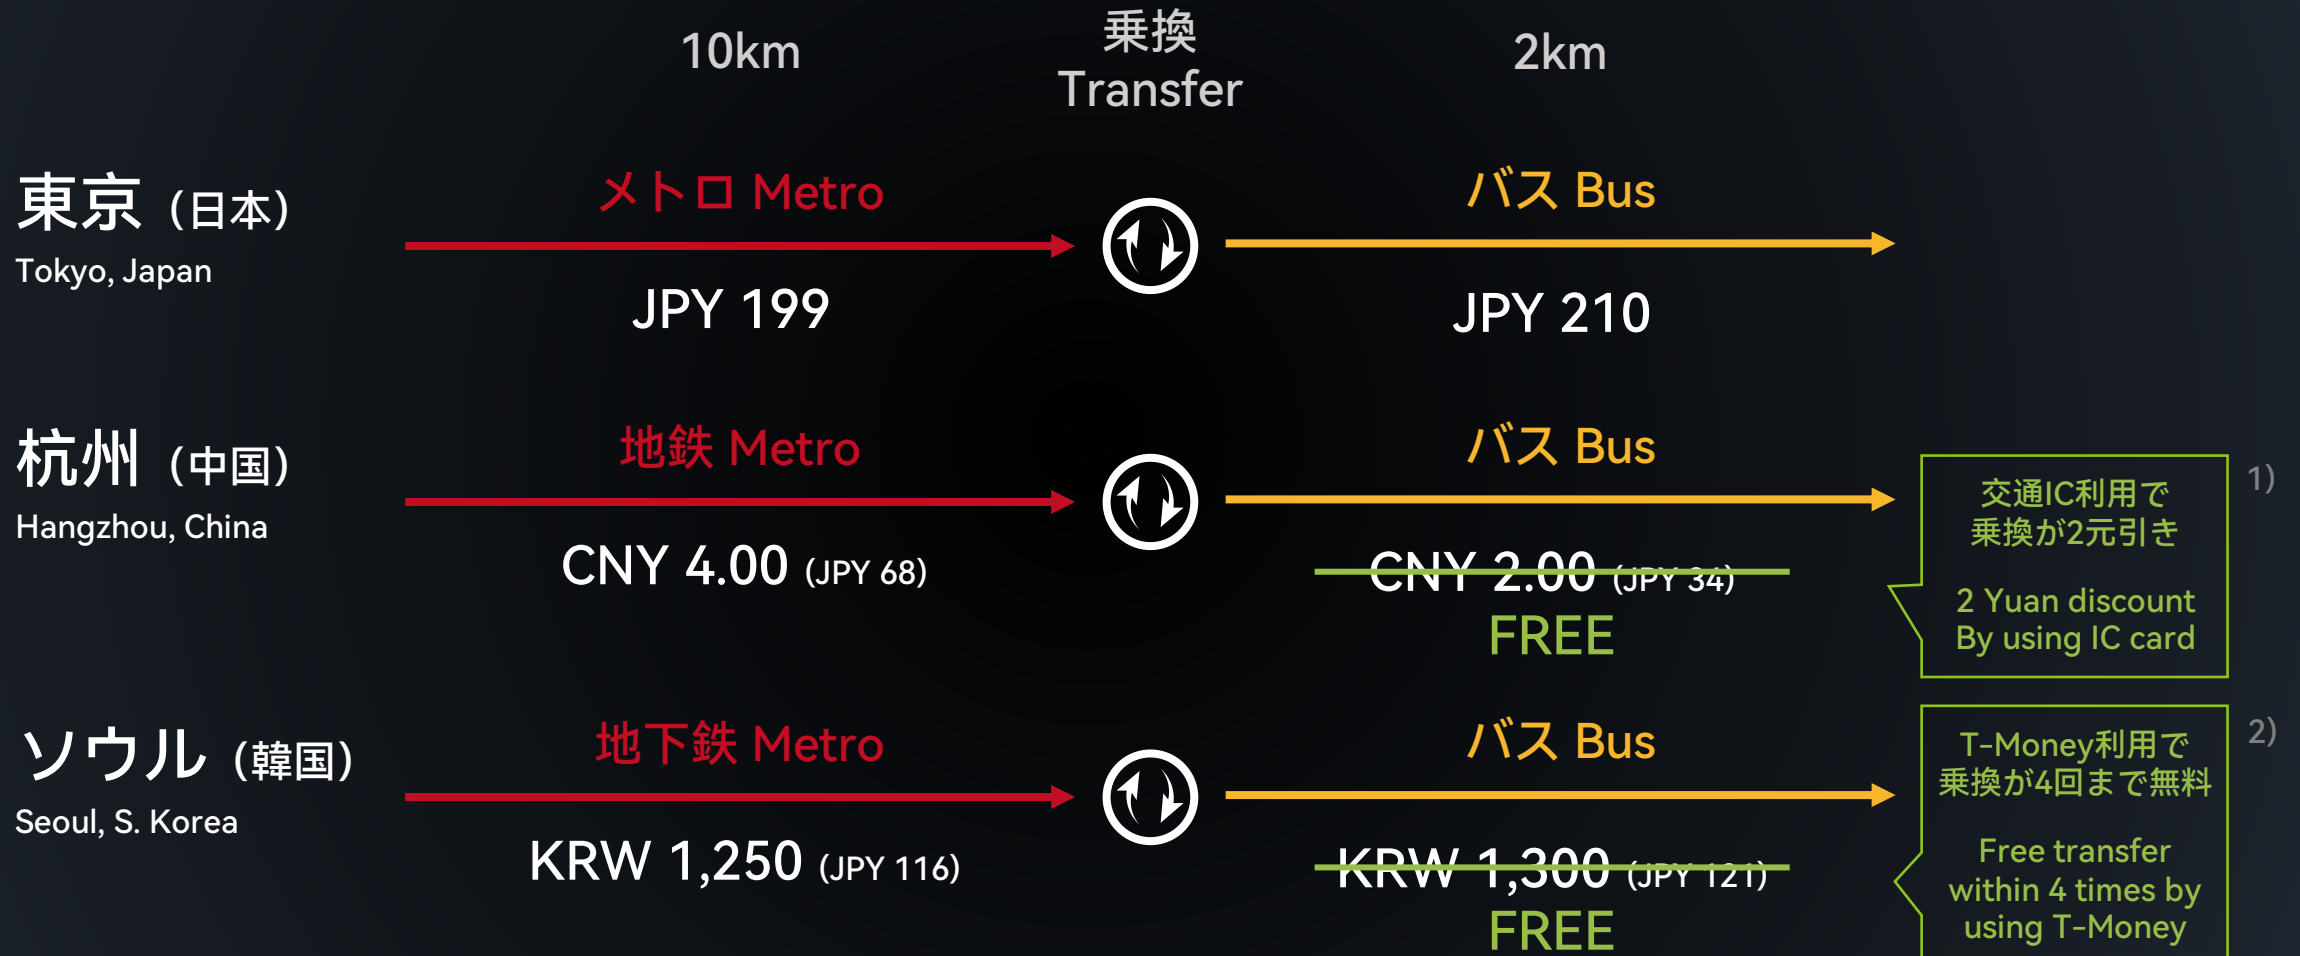 10km
乗換
Transfer
2km
東京（日本）
Tokyo, Japan
メトロ Metro
JPY 199
バス Bus
JPY 210
杭州（中国）
Hangzhou, China
地鉄 Metro
CNY 4.00 (JPY 68)
バス Bus
CNY 2.00 (JPY 34)
FREE
交通IC利用で
乗換が2元引き
2 Yuan discount
By using IC card
1)
ソウル（韓国）
Seoul, S. Korea
地下鉄 Metro
KRW 1,250 (JPY 116)
バス Bus
KRW 1,300 (JPY 121)
FREE
T-Money利用で
乗換が4回まで無料
Free transfer
within 4 times by
using T-Money
2)